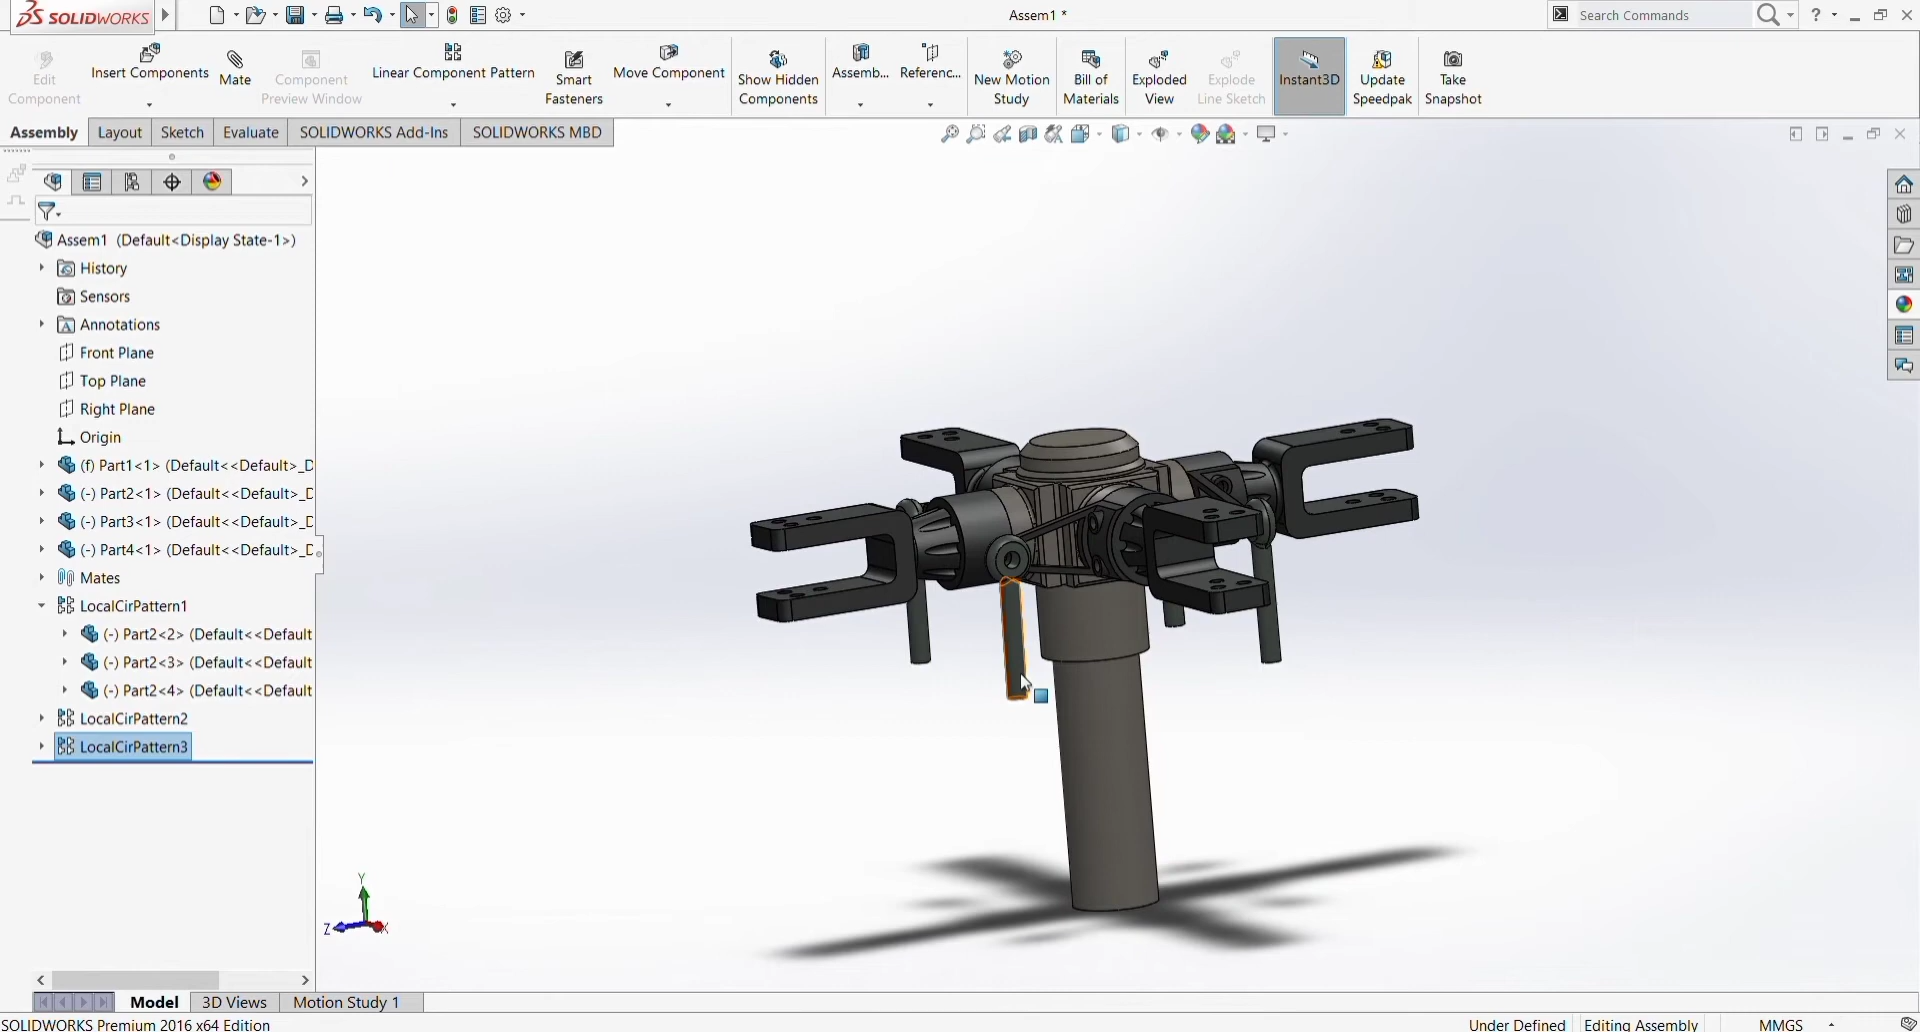 SOLIDWORKS
Assem1 *
Search Commands
?
Edit Component
Insert Components
Mate
Component Preview Window
Linear Component Pattern
Smart Fasteners
Move Component
Show Hidden Components
Assemb...
Referenc...
New Motion Study
Bill of Materials
Exploded View
Explode Line Sketch
Instant3D
Update Speedpak
Take Snapshot
Assembly
Layout
Sketch
Evaluate
SOLIDWORKS Add-Ins
SOLIDWORKS MBD
Assem1 (Default<Display State-1>)
History
Sensors
Annotations
Front Plane
Top Plane
Right Plane
Origin
(f) Part1<1> (Default<<Default>_D
(-) Part2<1> (Default<<Default>_D
(-) Part3<1> (Default<<Default>_D
(-) Part4<1> (Default<<Default>_D
Mates
LocalCirPattern1
(-) Part2<2> (Default<<Default
(-) Part2<3> (Default<<Default
(-) Part2<4> (Default<<Default
LocalCirPattern2
LocalCirPattern3
Y
Z
X
Model
3D Views
Motion Study 1
SOLIDWORKS Premium 2016 x64 Edition
Under Defined
Editing Assembly
MMGS